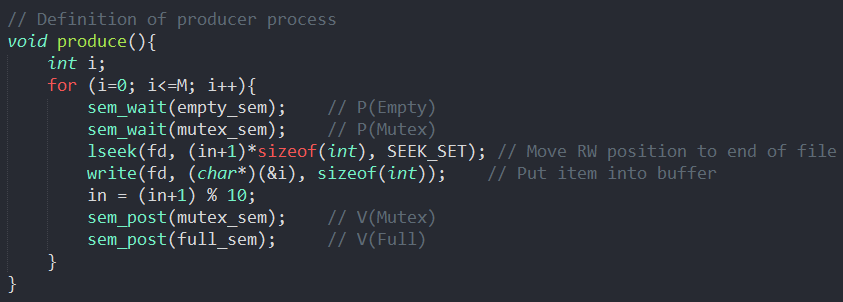 // Definition of producer process
void produce(){
    int i;
    for (i=0; i<=M; i++){
        sem_wait(empty_sem);    // P(Empty)
        sem_wait(mutex_sem);    // P(Mutex)
        lseek(fd, (in+1)*sizeof(int), SEEK_SET); // Move RW position to end of file
        write(fd, (char*)(&i), sizeof(int));    // Put item into buffer
        in = (in+1) % 10;
        sem_post(mutex_sem);    // V(Mutex)
        sem_post(full_sem);     // V(Full)
    }
}